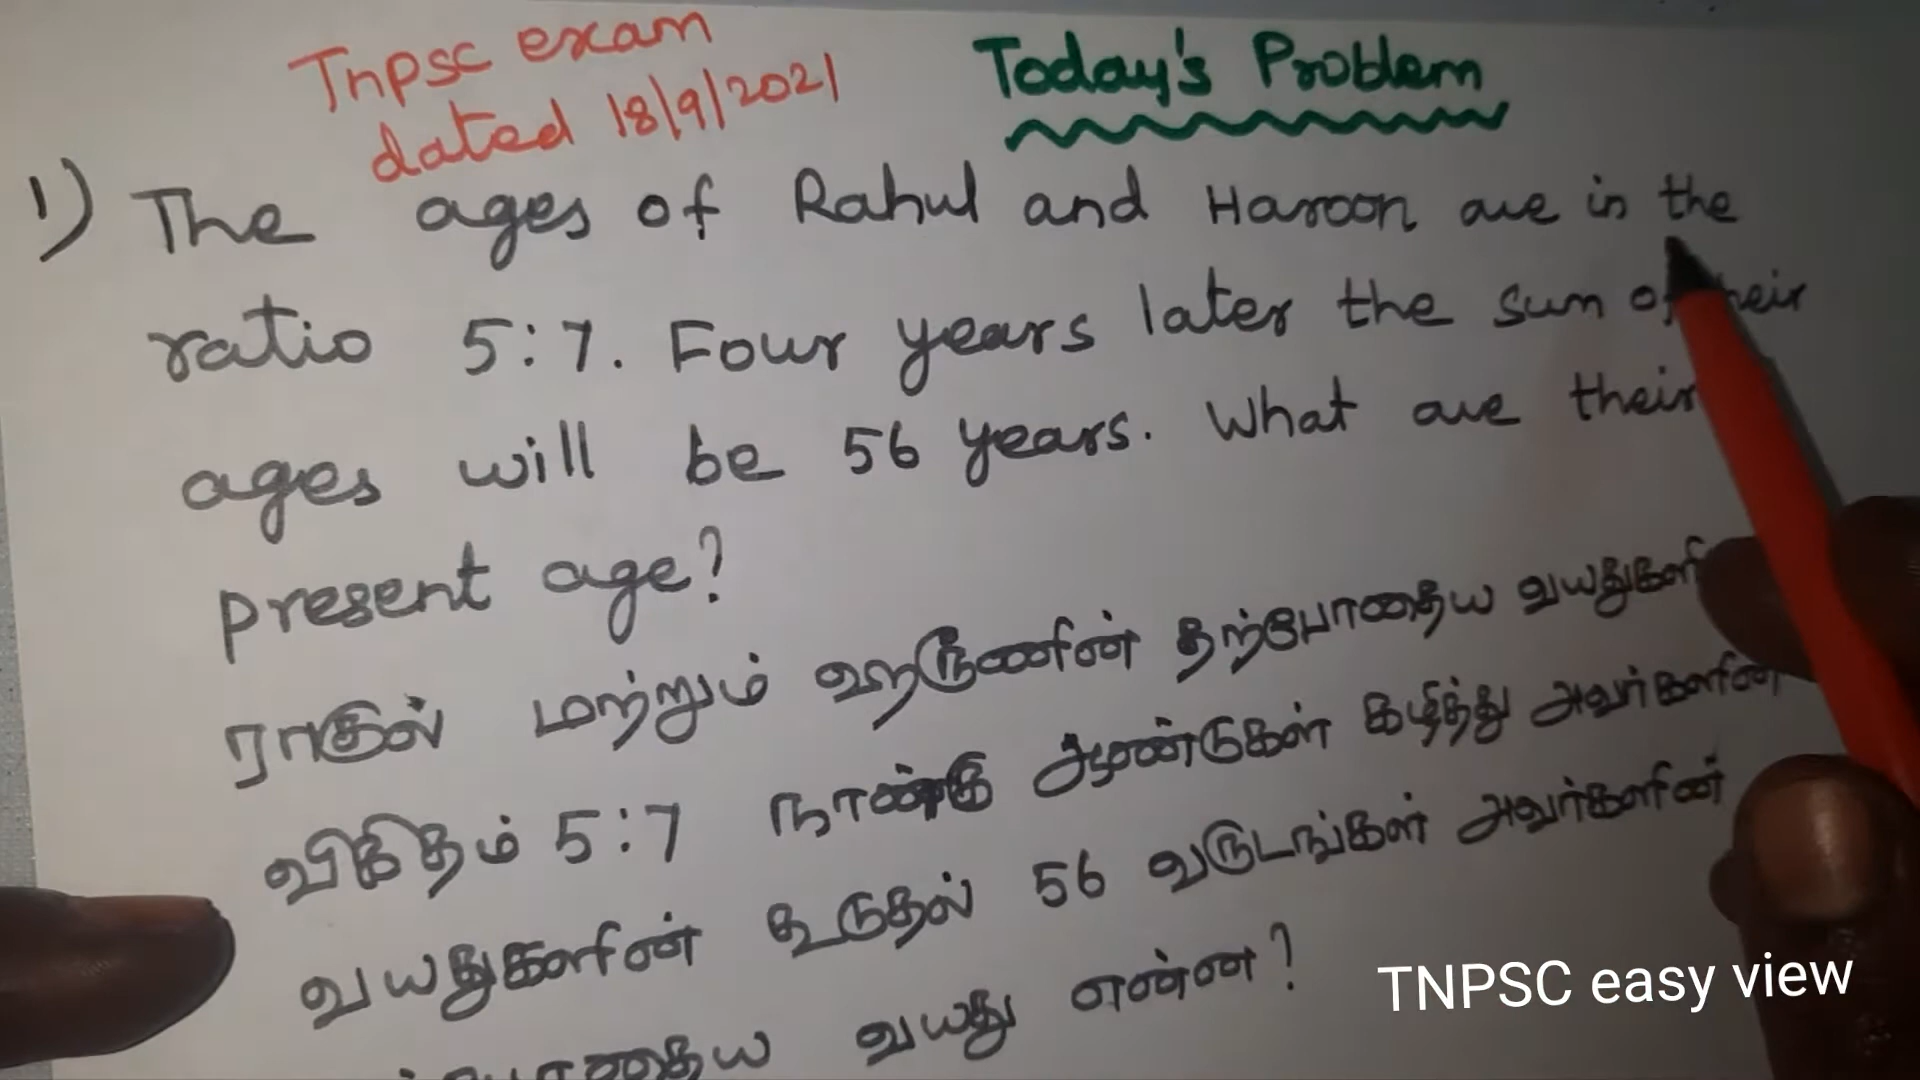 Tnpsc exam
dated 18/9/2021
Today's Problem
1) The ages of Rahul and Haroon are in the
ratio 5:7. Four years later the sum of their
ages will be 56 years. What are their
present age?
ராகுல் மற்றும் ஹரூணின் தற்போதைய
விகிதம் 5:7 நான்கு ஆண்டுகள் கழித்து அவர்களின்
வயதுகளின் கூடுதல் 56 வருடங்கள் அவர்களின்
வயது என்ன?
TNPSC easy view